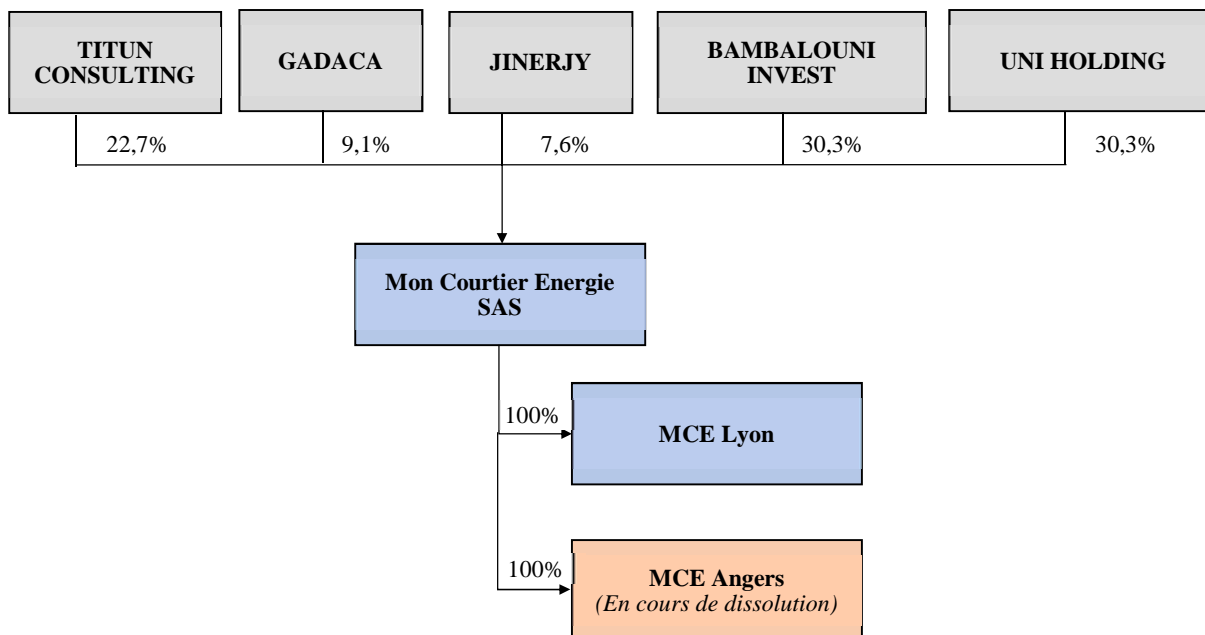 TITUN
CONSULTING
GADACA
JINERJY
BAMBALOUNI
INVEST
UNI HOLDING
22,7%
9,1%
7,6%
30,3%
30,3%
Mon Courtier Energie
SAS
100%
MCE Lyon
100%
MCE Angers
(En cours de dissolution)